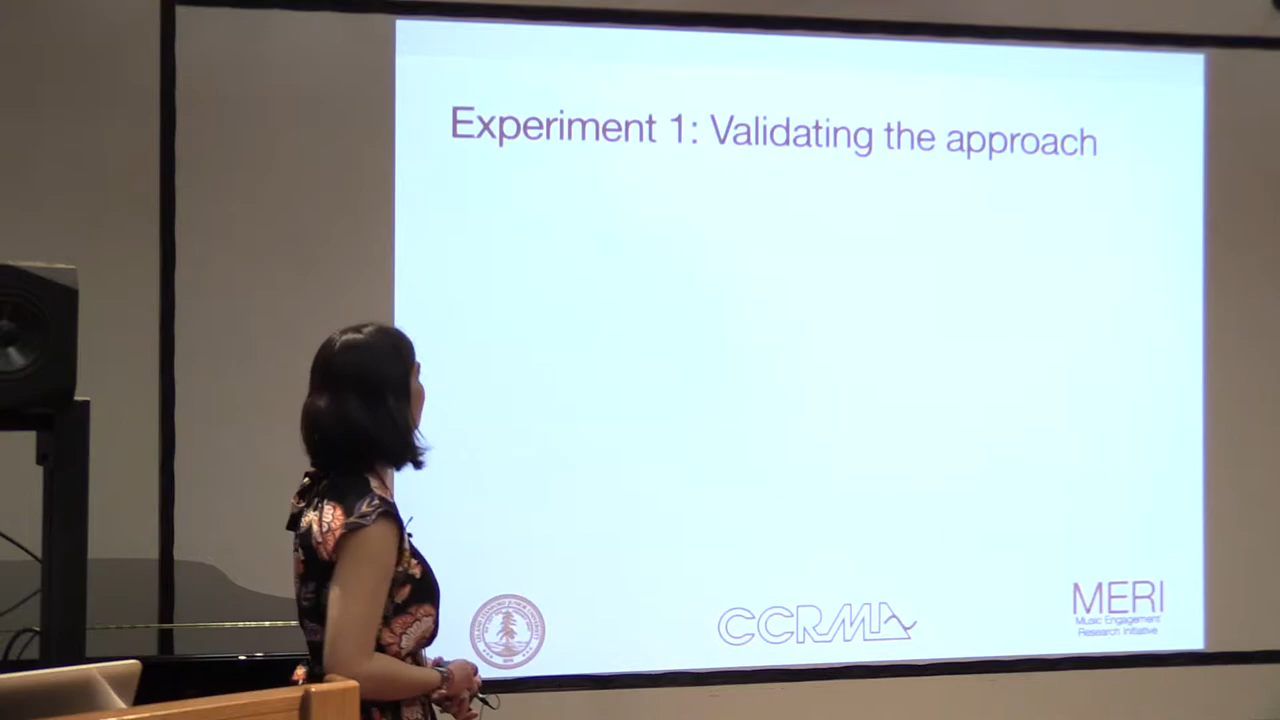 Experiment 1: Validating the approach
CCRMA
MERI
Music Engagement
Research Initiative